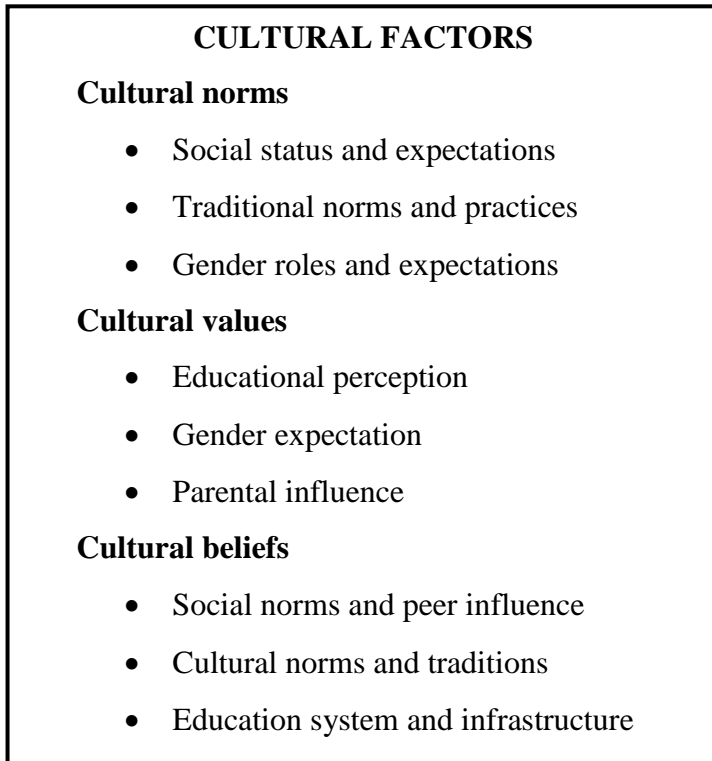 CULTURAL FACTORS
Cultural norms
• Social status and expectations
• Traditional norms and practices
• Gender roles and expectations
Cultural values
• Educational perception
• Gender expectation
• Parental influence
Cultural beliefs
• Social norms and peer influence
• Cultural norms and traditions
• Education system and infrastructure